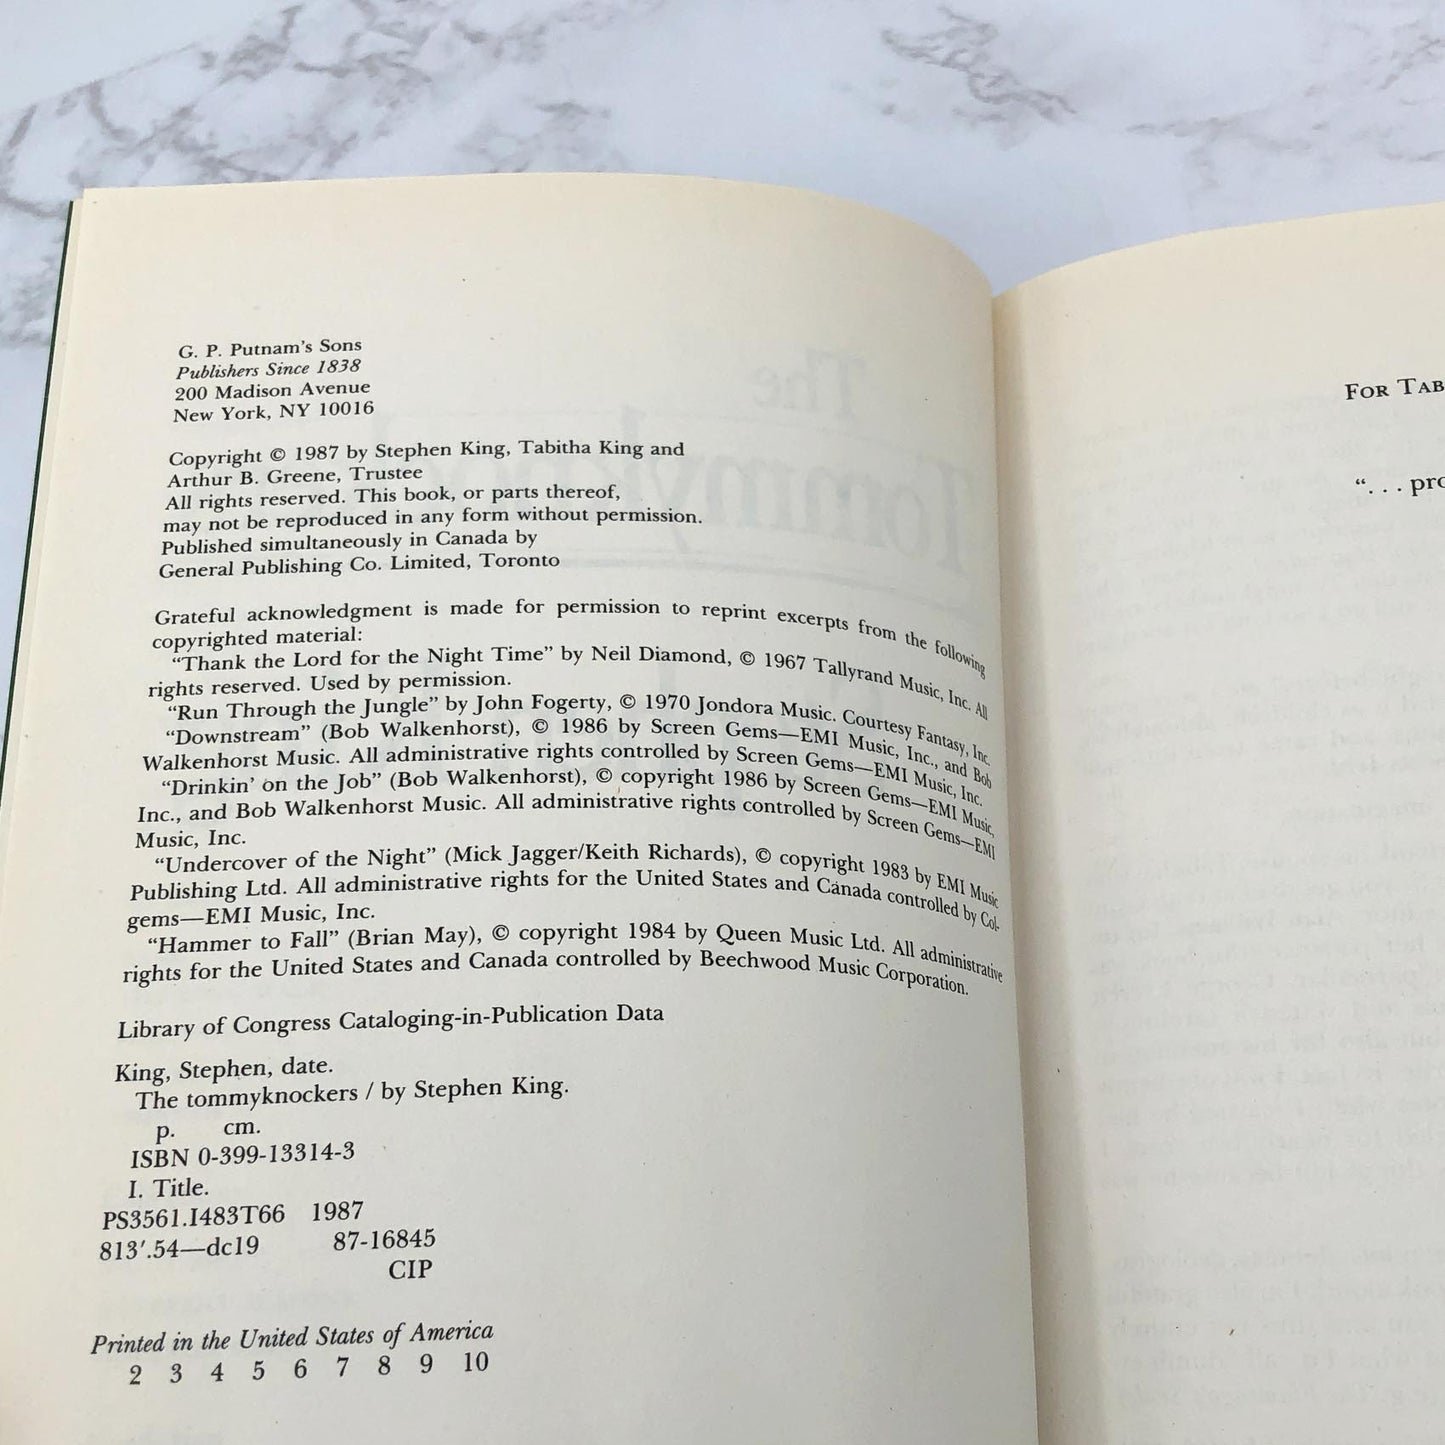 G. P. Putnam's Sons
Publishers Since 1838
200 Madison Avenue
New York, NY 10016
Copyright © 1987 by Stephen King, Tabitha King and
Arthur B. Greene, Trustee
All rights reserved. This book, or parts thereof,
may not be reproduced in any form without permission.
Published simultaneously in Canada by
General Publishing Co. Limited, Toronto
Grateful acknowledgment is made for permission to reprint excerpts from the following
copyrighted material:
“Thank the Lord for the Night Time” by Neil Diamond, © 1967 Tallyrand Music, Inc. All
rights reserved. Used by permission.
“Run Through the Jungle” by John Fogerty, © 1970 Jondora Music. Courtesy Fantasy, Inc.
“Downstream” (Bob Walkenhorst), © 1986 by Screen Gems—EMI Music, Inc., and Bob
Walkenhorst Music. All administrative rights controlled by Screen Gems—EMI Music, Inc.
“Drinkin’ on the Job” (Bob Walkenhorst), © copyright 1986 by Screen Gems—EMI Music,
Inc., and Bob Walkenhorst Music. All administrative rights controlled by Screen Gems—EMI
Music, Inc.
“Undercover of the Night” (Mick Jagger/Keith Richards), © copyright 1983 by EMI Music
Publishing Ltd. All administrative rights for the United States and Canada controlled by Col-
gems—EMI Music, Inc.
“Hammer to Fall” (Brian May), © copyright 1984 by Queen Music Ltd. All administrative
rights for the United States and Canada controlled by Beechwood Music Corporation.
Library of Congress Cataloging-in-Publication Data
King, Stephen, date.
The tommyknockers / by Stephen King.
p. cm.
ISBN 0-399-13314-3
I. Title.
PS3561.I483T66 1987
813′.54—dc19 87-16845
CIP
Printed in the United States of America
2 3 4 5 6 7 8 9 10
FOR TAB
“. . . pro